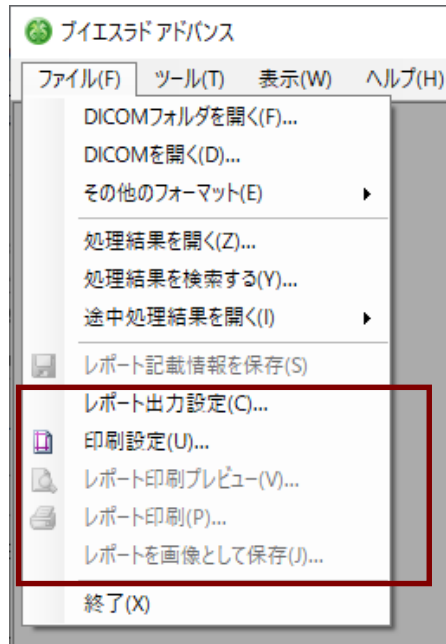 ブイエスラド アドバンス
ファイル(F) ツール(T) 表示(W) ヘルプ(H)
DICOMフォルダを開く(F)...
DICOMを開く(D)...
その他のフォーマット(E)
処理結果を開く(Z)...
処理結果を検索する(Y)...
途中処理結果を開く(I)
レポート記載情報を保存(S)
レポート出力設定(C)...
印刷設定(U)...
レポート印刷プレビュー(V)...
レポート印刷(P)...
レポートを画像として保存(J)...
終了(X)